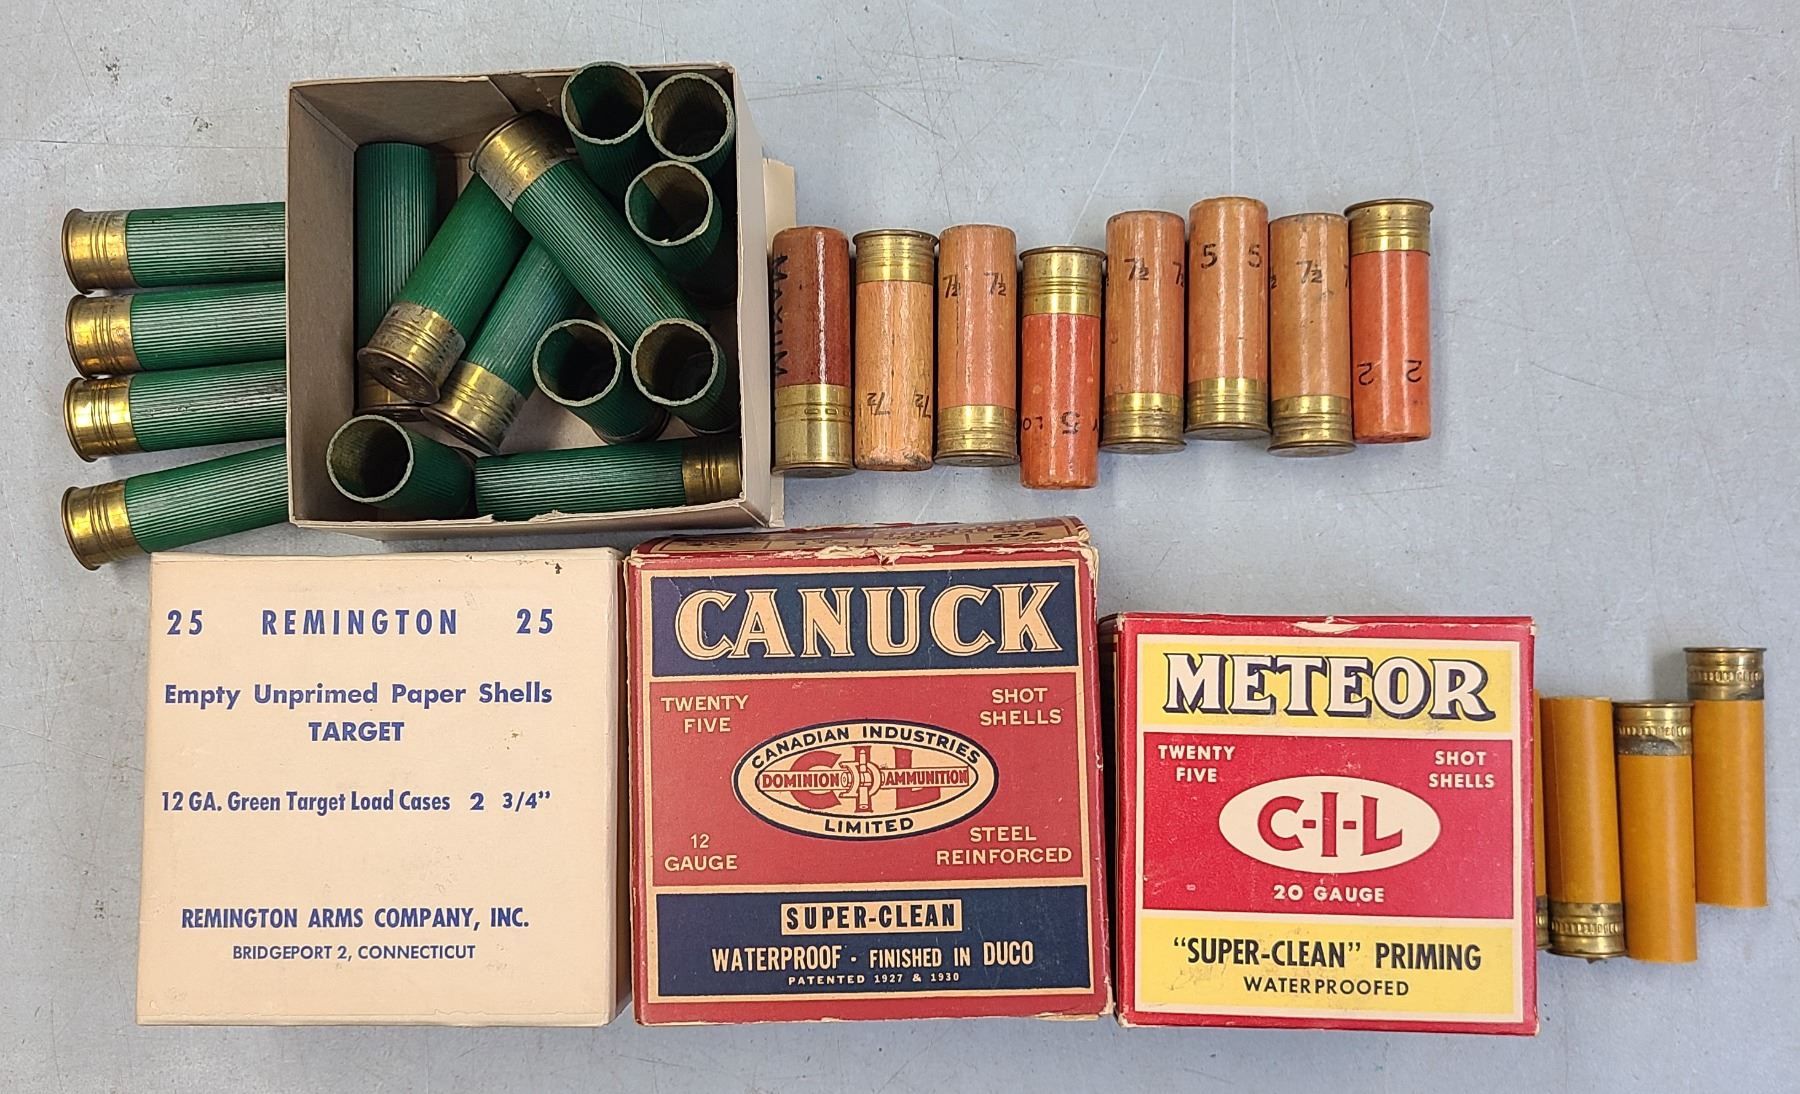 MAXIMUM
7½ 7½
7½ 7½
5
7½ 7½
5 5
7½
2 2
25 REMINGTON 25
Empty Unprimed Paper Shells
TARGET
12 GA. Green Target Load Cases 2 3/4"
REMINGTON ARMS COMPANY, INC.
BRIDGEPORT 2, CONNECTICUT
CANUCK
TWENTY FIVE
SHOT SHELLS
CANADIAN INDUSTRIES
DOMINION AMMUNITION
LIMITED
12 GAUGE
STEEL REINFORCED
SUPER-CLEAN
WATERPROOF · FINISHED IN DUCO
PATENTED 1927 & 1930
METEOR
TWENTY FIVE
SHOT SHELLS
C-I-L
20 GAUGE
"SUPER-CLEAN" PRIMING
WATERPROOFED